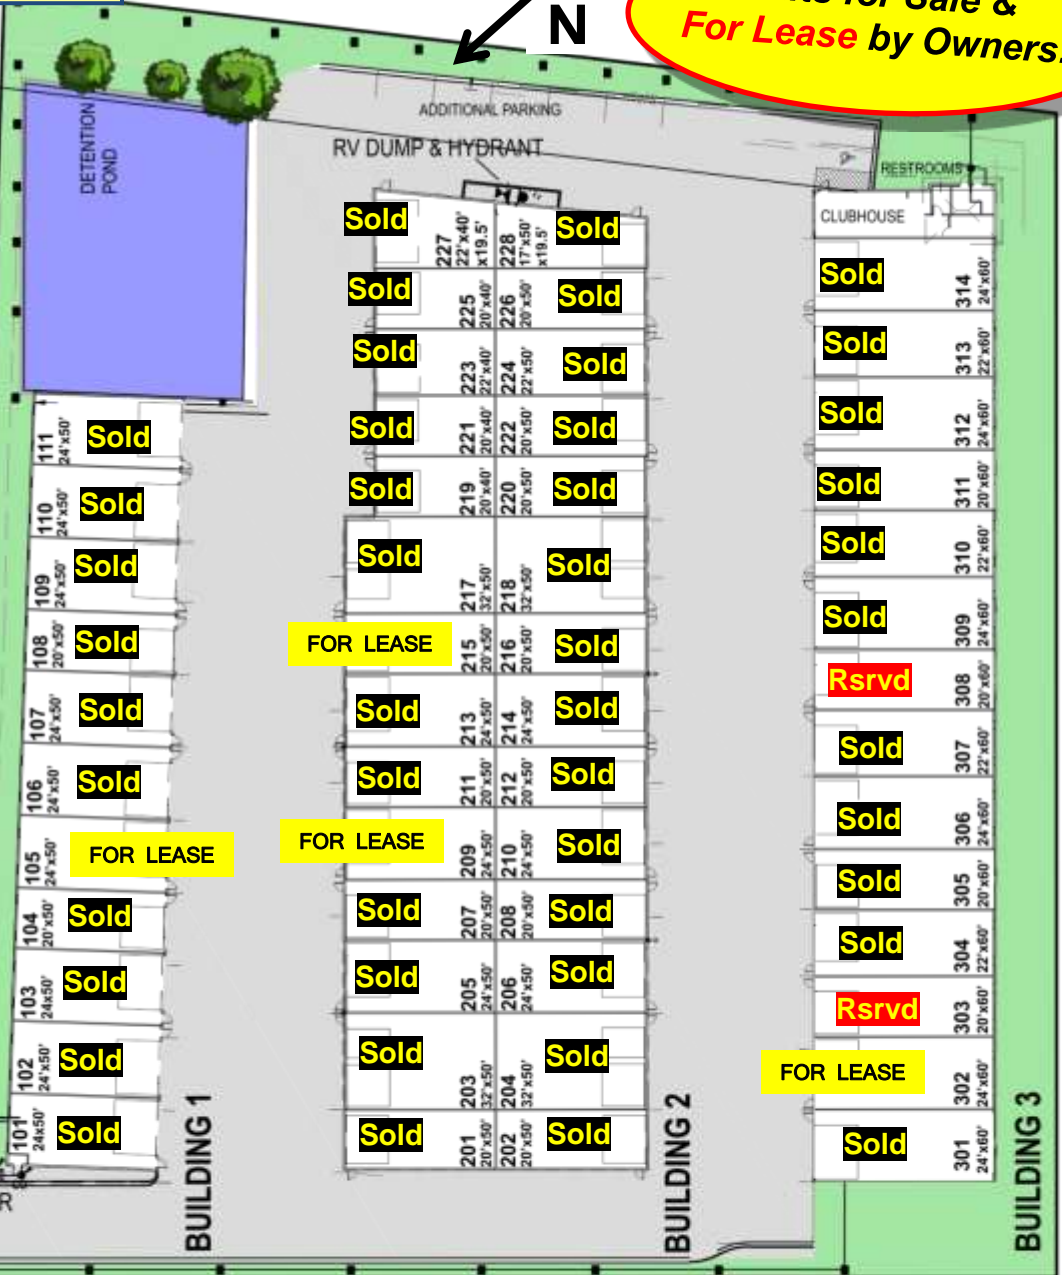 for Sale &
For Lease by Owners.
N
ADDITIONAL PARKING
RV DUMP & HYDRANT
DETENTION
POND
RESTROOMS
CLUBHOUSE
111
24'x50'
Sold
110
24'x50'
Sold
109
24'x50'
Sold
108
20'x50'
Sold
107
24'x50'
Sold
106
24'x50'
Sold
105
24'x50'
FOR LEASE
104
20'x50'
Sold
103
24x50'
Sold
102
24'x50'
Sold
101
24x50'
Sold
R
BUILDING 1
Sold
227
22'x40'
x19.5'
228
17'x50'
x19.5'
Sold
Sold
225
20'x40'
226
20'x50'
Sold
Sold
223
22'x40'
224
22'x50'
Sold
Sold
221
20'x40'
222
20'x50'
Sold
Sold
219
20'x40'
220
20'x50'
Sold
Sold
217
32'x50'
218
32'x50'
Sold
FOR LEASE
215
20'x50'
216
20'x50'
Sold
Sold
213
24'x50'
214
24'x50'
Sold
Sold
211
20'x50'
212
20'x50'
Sold
FOR LEASE
209
24'x50'
210
24'x50'
Sold
Sold
207
20'x50'
208
20'x50'
Sold
Sold
205
24'x50'
206
24'x50'
Sold
Sold
203
32'x50'
204
32'x50'
Sold
Sold
201
20'x50'
202
20'x50'
Sold
BUILDING 2
Sold
314
24'x60'
Sold
313
22'x60'
Sold
312
24'x60'
Sold
311
20'x60'
Sold
310
22'x60'
Sold
309
24'x60'
Rsrvd
308
20'x60'
Sold
307
22'x60'
Sold
306
24'x60'
Sold
305
20'x60'
Sold
304
22'x60'
Rsrvd
303
20'x60'
FOR LEASE
302
24'x60'
Sold
301
24'x60'
BUILDING 3